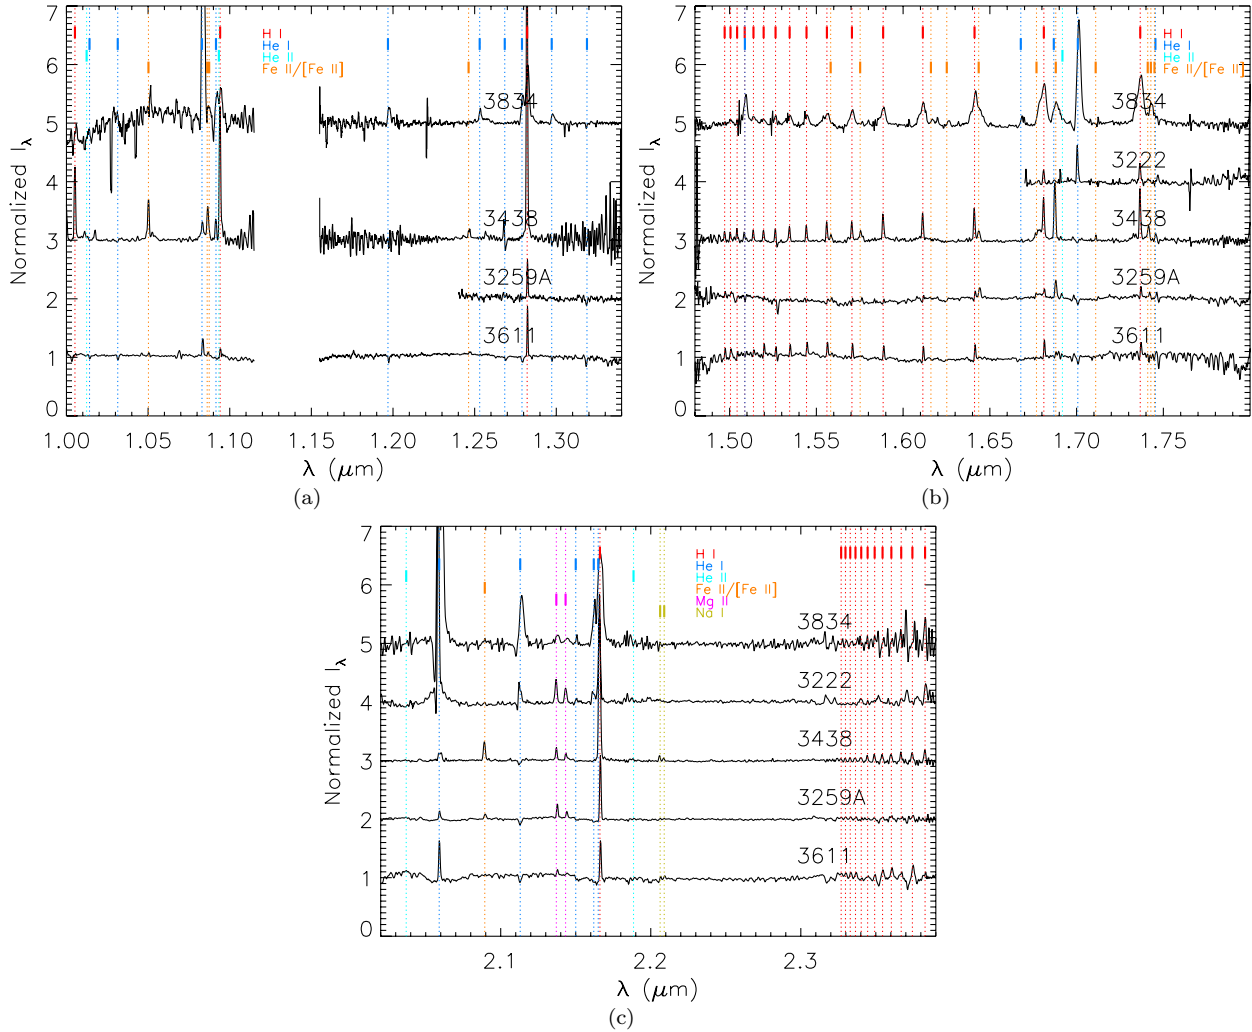 7
6
5
4
3
2
1
0
Normalized Iλ
H I
He I
He II
Fe II/[Fe II]
3834
3438
3259A
3611
1.00 1.05 1.10 1.15 1.20 1.25 1.30
λ (μm)
(a)
7
6
5
4
3
2
1
0
Normalized Iλ
H I
He I
He II
Fe II/[Fe II]
3834
3222
3438
3259A
3611
1.50 1.55 1.60 1.65 1.70 1.75
λ (μm)
(b)
7
6
5
4
3
2
1
0
Normalized Iλ
H I
He I
He II
Fe II/[Fe II]
Mg II
Na I
3834
3222
3438
3259A
3611
2.1 2.2 2.3
λ (μm)
(c)